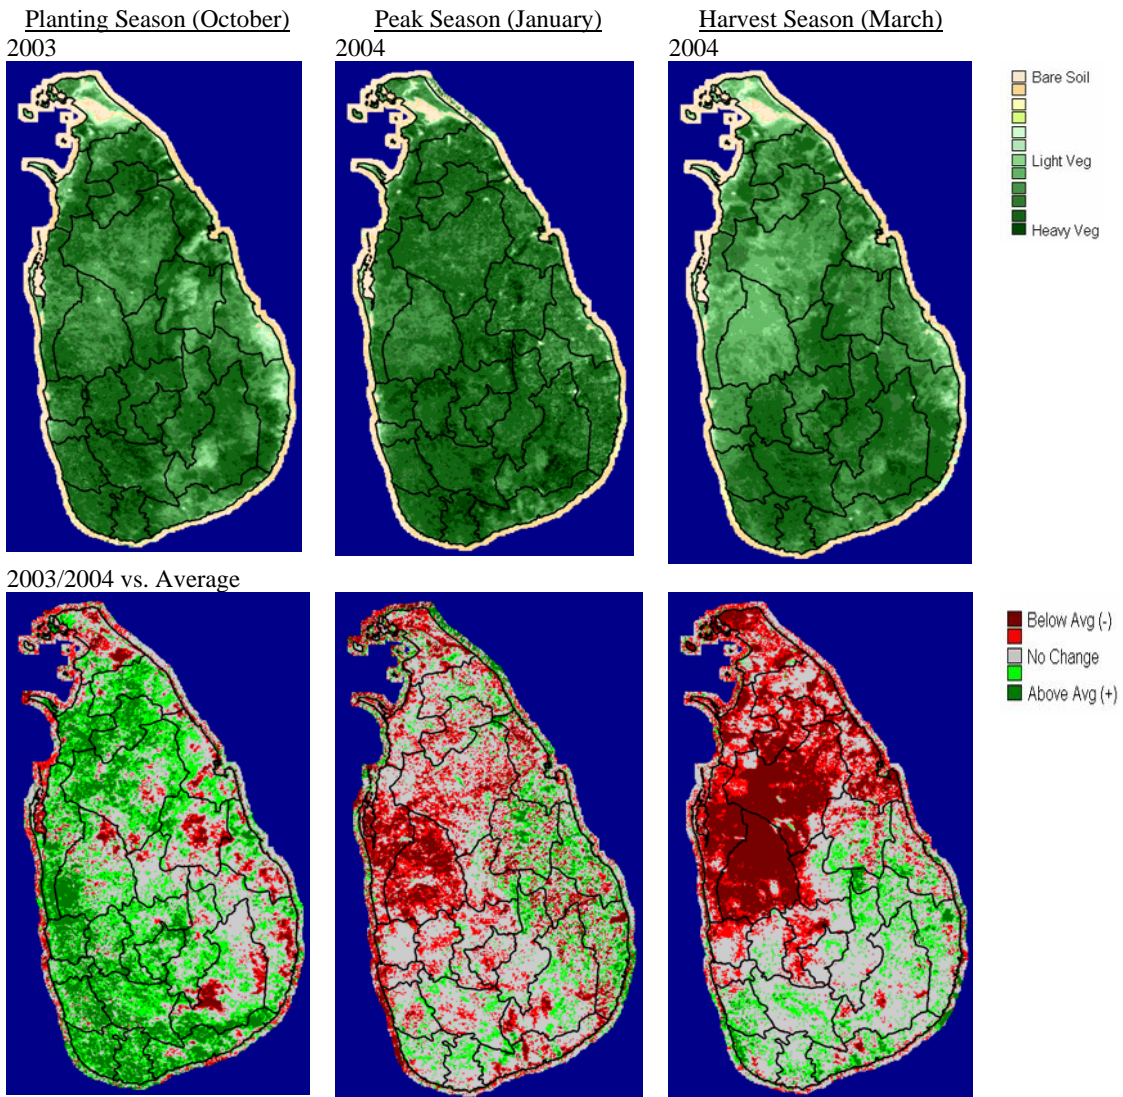 Planting Season (October)
Peak Season (January)
Harvest Season (March)
2003
2004
2004
Bare Soil
Light Veg
Heavy Veg
2003/2004 vs. Average
Below Avg (-)
No Change
Above Avg (+)